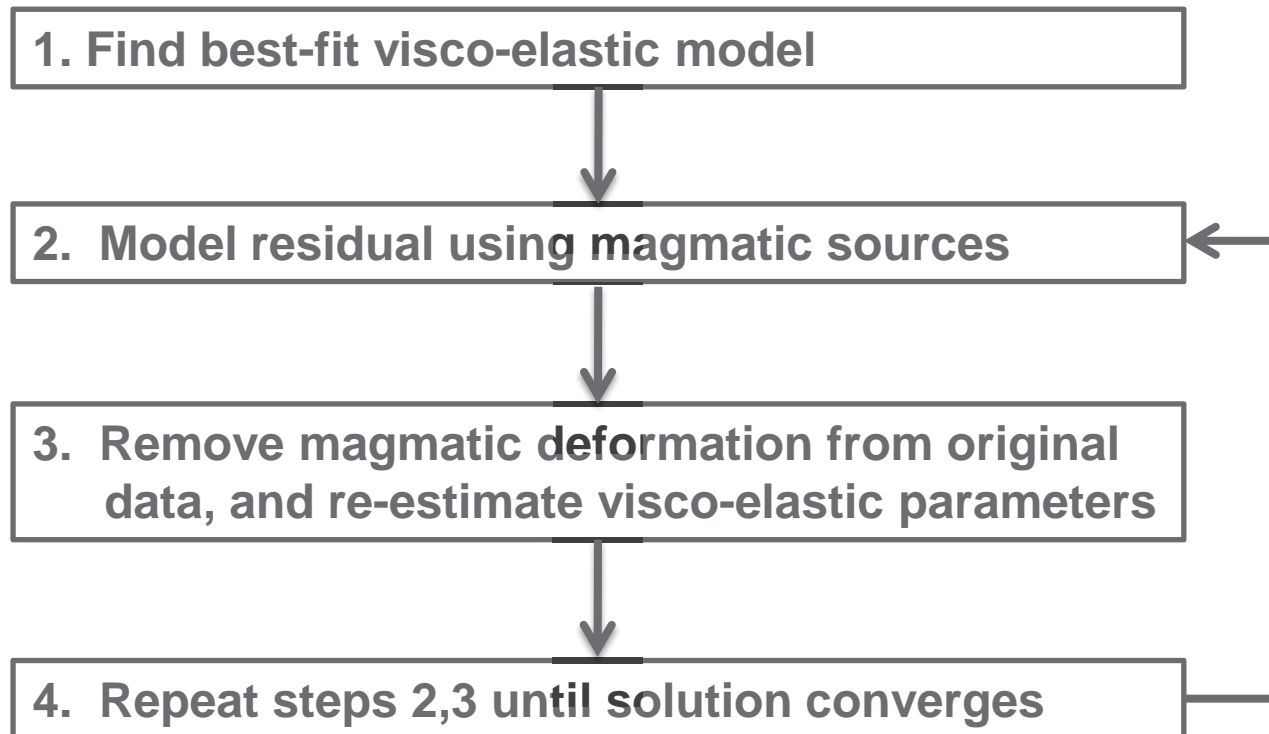 1. Find best-fit visco-elastic model
2. Model residual using magmatic sources
3. Remove magmatic deformation from original
data, and re-estimate visco-elastic parameters
4. Repeat steps 2,3 until solution converges